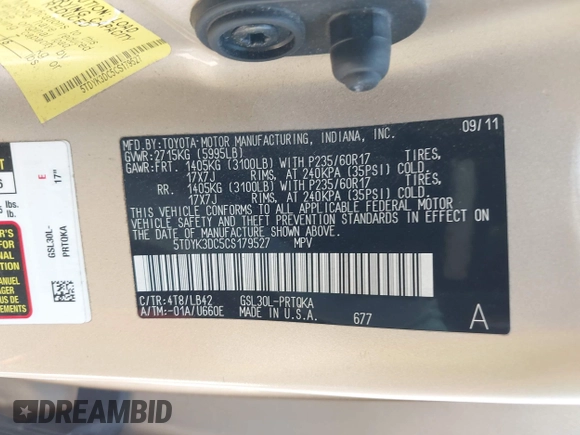 5TDYK3DC5CS179527
MFD.BY:TOYOTA MOTOR MANUFACTURING, INDIANA, INC. 09/11
GVWR:2715KG (5995LB)
GAWR:FRT. 1405KG (3100LB) WITH P235/60R17 TIRES,
17X7J RIMS, AT 240KPA (35PSI) COLD
RR. 1405KG (3100LB) WITH P235/60R17 TIRES,
17X7J RIMS, AT 240KPA (35PSI) COLD.
THIS VEHICLE CONFORMS TO ALL APPLICABLE FEDERAL MOTOR
VEHICLE SAFETY AND THEFT PREVENTION STANDARDS IN EFFECT
ON THE DATE OF MANUFACTURE SHOWN ABOVE.
5TDYK3DC5CS179527 MPV
C/TR:4T8/LB42 GSL30L-PRTQKA A
A/TM:-01A/U660E MADE IN U.S.A. 677
E
17"
GSL30L-
PRTQKA
lb.
MANUEL
DREAMBID